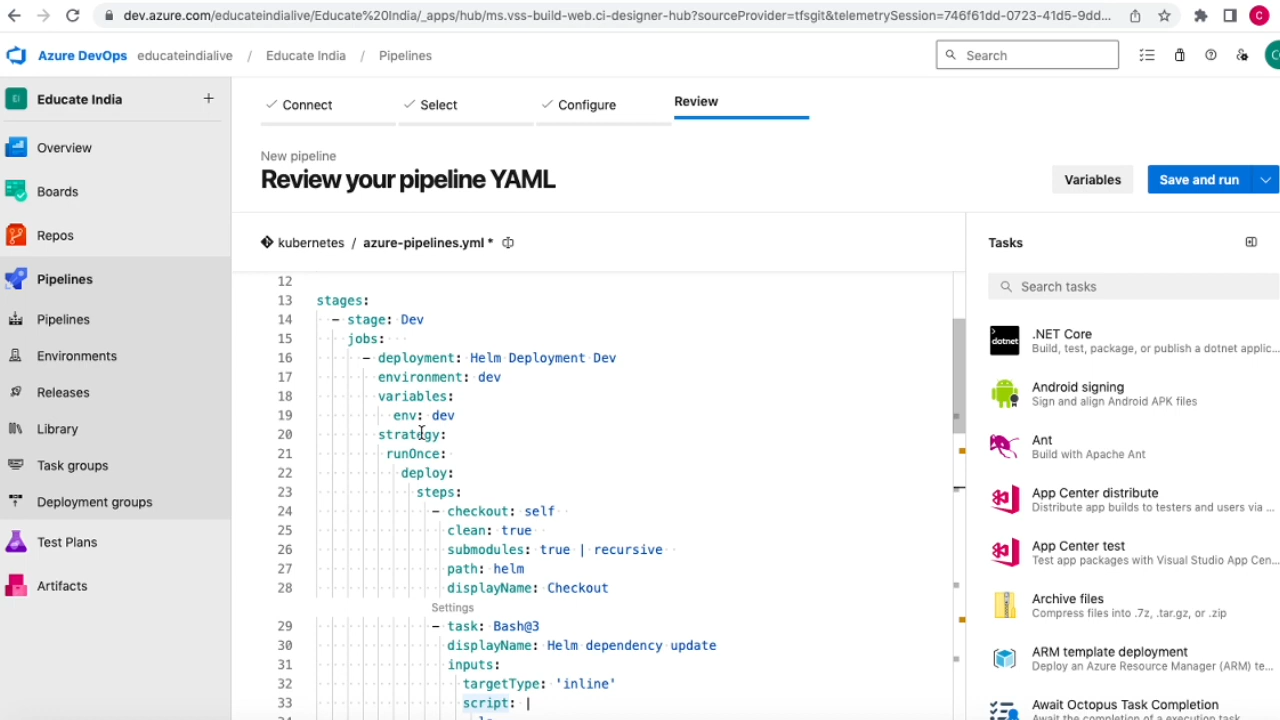 dev.azure.com/educateindialive/Educate%20India/_apps/hub/ms.vss-build-web.ci-designer-hub?sourceProvider=tfsgit&telemetrySession=746f61dd-0723-41d5-9dd...
C
Azure DevOps educateindialive / Educate India / Pipelines
Search
Educate India +
Overview
Boards
Repos
Pipelines
Pipelines
Environments
Releases
Library
Task groups
Deployment groups
Test Plans
Artifacts
Connect Select Configure Review
New pipeline
Review your pipeline YAML
Variables Save and run
kubernetes / azure-pipelines.yml *
12
13 stages:
14 - stage: Dev
15 jobs:
16 - deployment: Helm Deployment Dev
17 environment: dev
18 variables:
19 env: dev
20 strategy:
21 runOnce:
22 deploy:
23 steps:
24 - checkout: self
25 clean: true
26 submodules: true | recursive
27 path: helm
28 displayName: Checkout
Settings
29 - task: Bash@3
30 displayName: Helm dependency update
31 inputs:
32 targetType: 'inline'
33 script: |
Tasks
Search tasks
dotnet
.NET Core
Build, test, package, or publish a dotnet applic...
Android signing
Sign and align Android APK files
Ant
Build with Apache Ant
App Center distribute
Distribute app builds to testers and users via ...
App Center test
Test app packages with Visual Studio App Cen...
Archive files
Compress files into .7z, .tar.gz, or .zip
ARM template deployment
Deploy an Azure Resource Manager (ARM) te...
Await Octopus Task Completion
Await the completion of a execution task